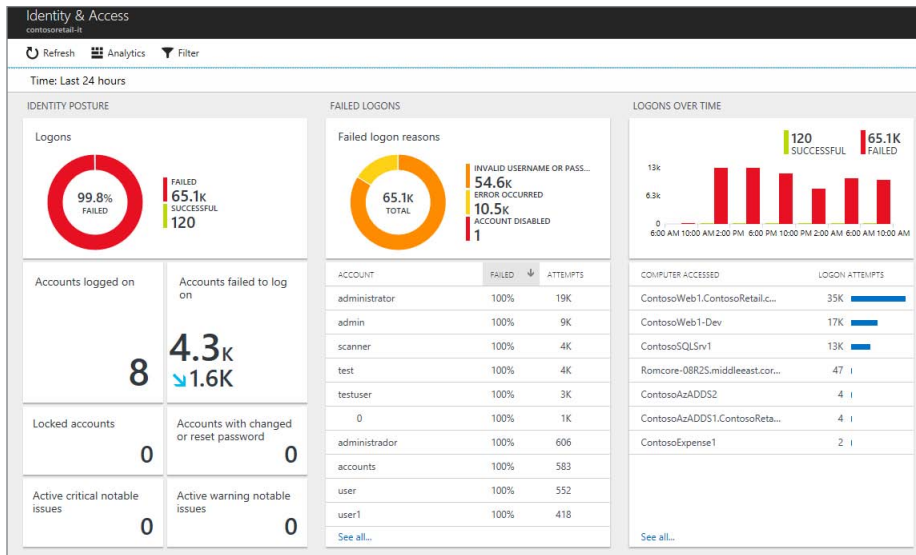 Identity & Access
contosoretail-it
Refresh Analytics Filter
Time: Last 24 hours
IDENTITY POSTURE
Logons
99.8%
FAILED
FAILED
65.1K
SUCCESSFUL
120
Accounts logged on
8
Accounts failed to log
on
4.3K
1.6K
Locked accounts
0
Accounts with changed
or reset password
0
Active critical notable
issues
0
Active warning notable
issues
0
FAILED LOGONS
Failed logon reasons
65.1K
TOTAL
INVALID USERNAME OR PASS...
54.6K
ERROR OCCURRED
10.5K
ACCOUNT DISABLED
1
ACCOUNT FAILED ATTEMPTS
administrator 100% 19K
admin 100% 9K
scanner 100% 4K
test 100% 4K
testuser 100% 3K
0 100% 1K
administrador 100% 606
accounts 100% 583
user 100% 552
user1 100% 418
See all...
LOGONS OVER TIME
120
SUCCESSFUL
65.1K
FAILED
13k
6.3k
0
6:00 AM 10:00 AM 2:00 PM 6:00 PM 10:00 PM 2:00 AM 6:00 AM 10:00 AM
COMPUTER ACCESSED LOGON ATTEMPTS
ContosoWeb1.ContosoRetail.c... 35K
ContosoWeb1-Dev 17K
ContosoSQLSrv1 13K
Romcore-08R2S.middleeast.cor... 47
ContosoAzADDS2 4
ContosoAzADDS1.ContosoReta... 4
ContosoExpense1 2
See all...